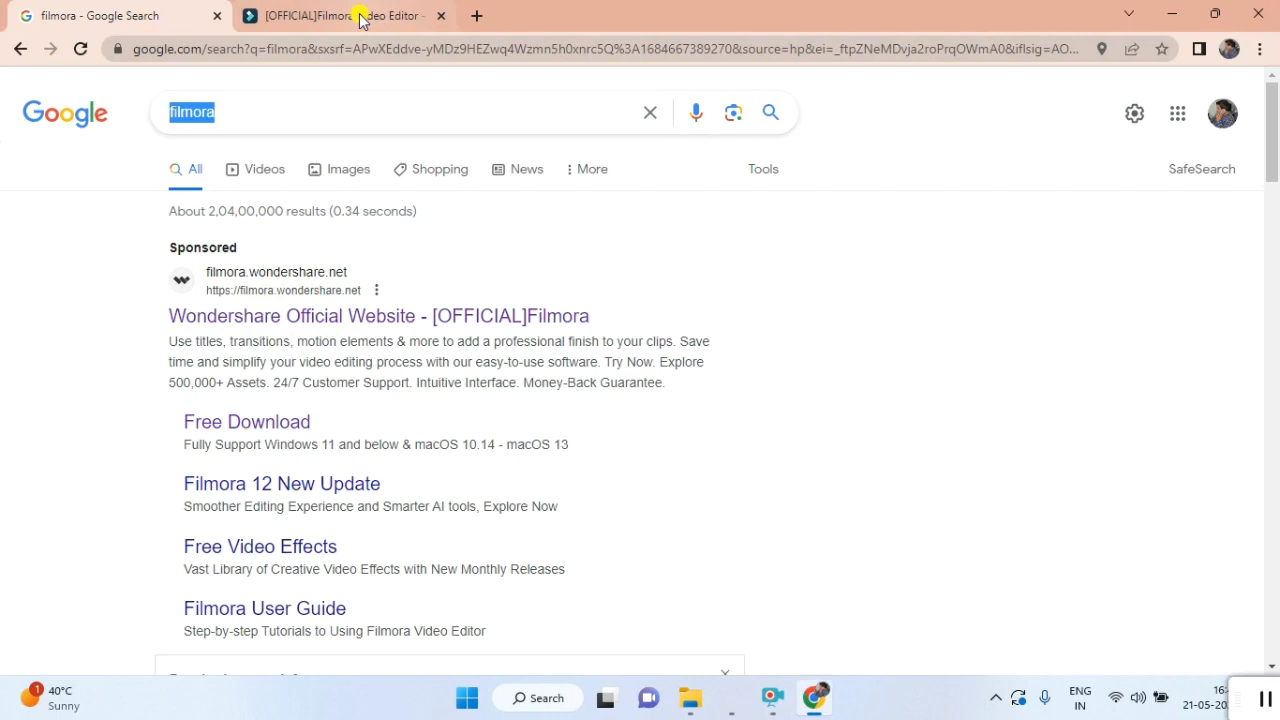 filmora - Google Search
[OFFICIAL]Filmora Video Editor -
google.com/search?q=filmora&sxsrf=APwXEddve-yMDz9HEZwq4Wzmn5h0nxrc5Q%3A1684667389270&source=hp&ei=_ftpZNeMDvja2roPrqOWmA0&iflsig=AO...
Google
filmora
All
Videos
Images
Shopping
News
More
Tools
SafeSearch
About 2,04,00,000 results (0.34 seconds)
Sponsored
filmora.wondershare.net
https://filmora.wondershare.net
Wondershare Official Website - [OFFICIAL]Filmora
Use titles, transitions, motion elements & more to add a professional finish to your clips. Save
time and simplify your video editing process with our easy-to-use software. Try Now. Explore
500,000+ Assets. 24/7 Customer Support. Intuitive Interface. Money-Back Guarantee.
Free Download
Fully Support Windows 11 and below & macOS 10.14 - macOS 13
Filmora 12 New Update
Smoother Editing Experience and Smarter AI tools, Explore Now
Free Video Effects
Vast Library of Creative Video Effects with New Monthly Releases
Filmora User Guide
Step-by-step Tutorials to Using Filmora Video Editor
1
40°C
Sunny
Search
ENG
IN
16:
21-05-20